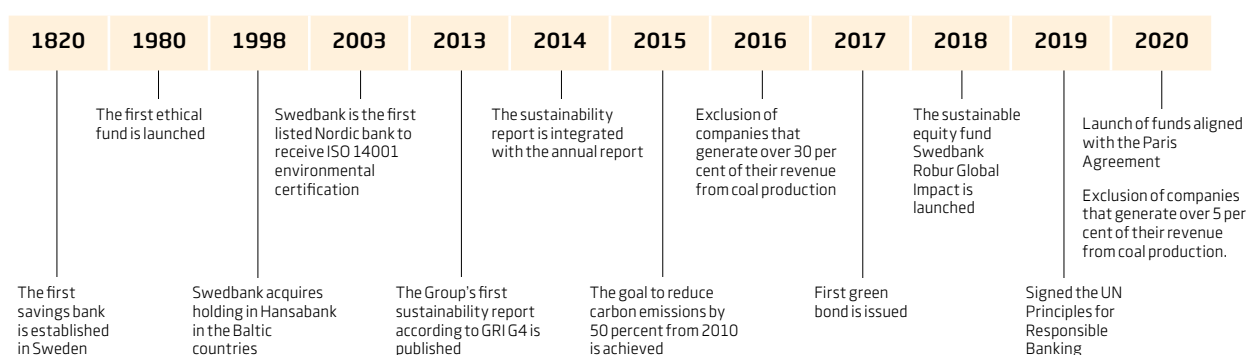 1820 1980 1998 2003 2013 2014 2015 2016 2017 2018 2019 2020
The first ethical
fund is launched
Swedbank is the first
listed Nordic bank to
receive ISO 14001
environmental
certification
The sustainability
report is integrated
with the annual report
Exclusion of
companies that
generate over 30 per
cent of their revenue
from coal production
The sustainable
equity fund
Swedbank
Robur Global
Impact is
launched
Launch of funds aligned
with the Paris
Agreement
Exclusion of companies
that generate over 5 per
cent of their revenue
from coal production.
The first
savings bank
is established
in Sweden
Swedbank acquires
holding in Hansabank
in the Baltic
countries
The Group's first
sustainability report
according to GRI G4 is
published
The goal to reduce
carbon emissions by
50 percent from 2010
is achieved
First green
bond is issued
Signed the UN
Principles for
Responsible
Banking